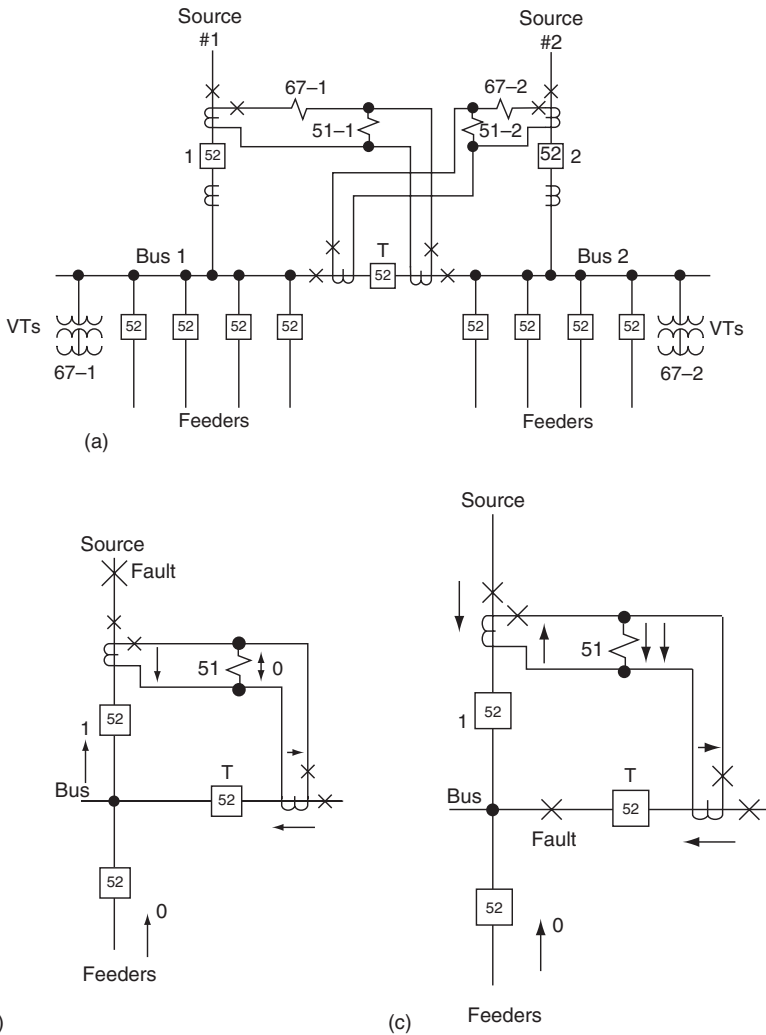 Source
#1
Source
#2
67–1
67–2
51–1
51–2
1
52
52
2
Bus 1
T
Bus 2
52
VTs
52
52
52
52
52
52
52
52
VTs
67–1
67–2
Feeders
Feeders
(a)
Source
Fault
51
0
1
52
T
Bus
52
52
0
Feeders
)
Source
51
1
52
T
Bus
52
Fault
52
0
Feeders
(c)